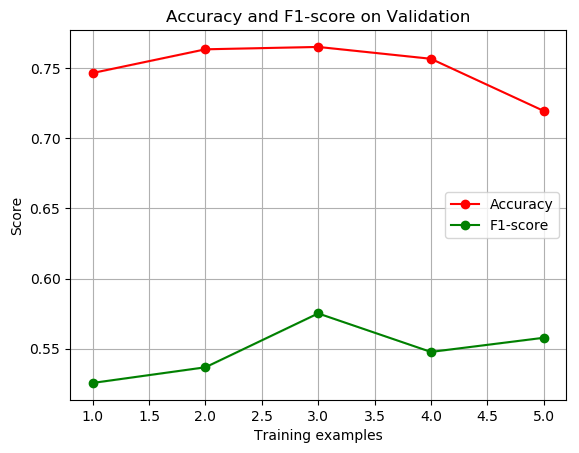 Accuracy and F1-score on Validation
0.75
0.70
0.65
0.60
0.55
Score
Accuracy
F1-score
1.0 1.5 2.0 2.5 3.0 3.5 4.0 4.5 5.0
Training examples